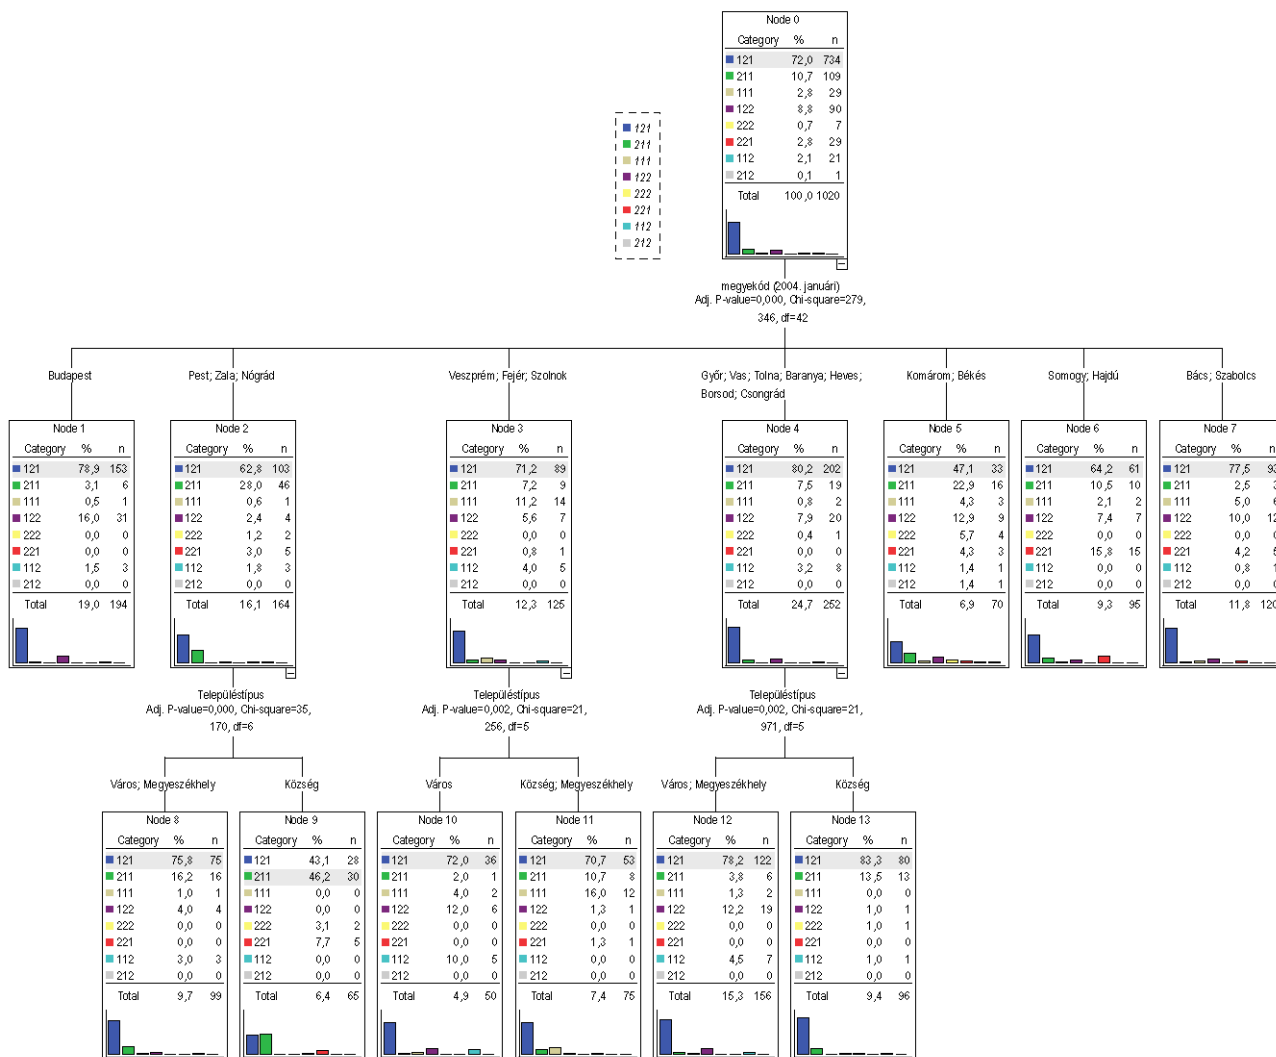 Node 0
Category % n
121 72,0 734
211 10,7 109
111 2,8 29
122 8,8 90
222 0,7 7
221 2,8 29
112 2,1 21
212 0,1 1
Total 100,0 1020
121
211
111
122
222
221
112
212
megyekód (2004. januári)
Adj. P-value=0,000, Chi-square=279,
346, df=42
Budapest
Pest; Zala; Nógrád
Veszprém; Fejér; Szolnok
Győr; Vas; Tolna; Baranya; Heves;
Borsod; Csongrád
Komárom; Békés
Somogy; Hajdú
Bács; Szabolcs
Node 1
Category % n
121 78,9 153
211 3,1 6
111 0,5 1
122 16,0 31
222 0,0 0
221 0,0 0
112 1,5 3
212 0,0 0
Total 19,0 194
Node 2
Category % n
121 62,8 103
211 28,0 46
111 0,6 1
122 2,4 4
222 1,2 2
221 3,0 5
112 1,8 3
212 0,0 0
Total 16,1 164
Node 3
Category % n
121 71,2 89
211 7,2 9
111 11,2 14
122 5,6 7
222 0,0 0
221 0,8 1
112 4,0 5
212 0,0 0
Total 12,3 125
Node 4
Category % n
121 80,2 202
211 7,5 19
111 0,8 2
122 7,9 20
222 0,4 1
221 0,0 0
112 3,2 8
212 0,0 0
Total 24,7 252
Node 5
Category % n
121 47,1 33
211 22,9 16
111 4,3 3
122 12,9 9
222 5,7 4
221 4,3 3
112 1,4 1
212 1,4 1
Total 6,9 70
Node 6
Category % n
121 64,2 61
211 10,5 10
111 2,1 2
122 7,4 7
222 0,0 0
221 15,8 15
112 0,0 0
212 0,0 0
Total 9,3 95
Node 7
Category % n
121 77,5 93
211 2,5 3
111 5,0 6
122 10,0 12
222 0,0 0
221 4,2 5
112 0,8 1
212 0,0 0
Total 11,8 120
Településtípus
Adj. P-value=0,000, Chi-square=35,
170, df=6
Településtípus
Adj. P-value=0,002, Chi-square=21,
256, df=5
Településtípus
Adj. P-value=0,002, Chi-square=21,
971, df=5
Város; Megyeszékhely
Község
Város
Község; Megyeszékhely
Város; Megyeszékhely
Község
Node 8
Category % n
121 75,8 75
211 16,2 16
111 1,0 1
122 4,0 4
222 0,0 0
221 0,0 0
112 3,0 3
212 0,0 0
Total 9,7 99
Node 9
Category % n
121 43,1 28
211 46,2 30
111 0,0 0
122 0,0 0
222 3,1 2
221 7,7 5
112 0,0 0
212 0,0 0
Total 6,4 65
Node 10
Category % n
121 72,0 36
211 2,0 1
111 4,0 2
122 12,0 6
222 0,0 0
221 0,0 0
112 10,0 5
212 0,0 0
Total 4,9 50
Node 11
Category % n
121 70,7 53
211 10,7 8
111 16,0 12
122 1,3 1
222 0,0 0
221 1,3 1
112 0,0 0
212 0,0 0
Total 7,4 75
Node 12
Category % n
121 78,2 122
211 3,8 6
111 1,3 2
122 12,2 19
222 0,0 0
221 0,0 0
112 4,5 7
212 0,0 0
Total 15,3 156
Node 13
Category % n
121 83,3 80
211 13,5 13
111 0,0 0
122 1,0 1
222 1,0 1
221 0,0 0
112 1,0 1
212 0,0 0
Total 9,4 96